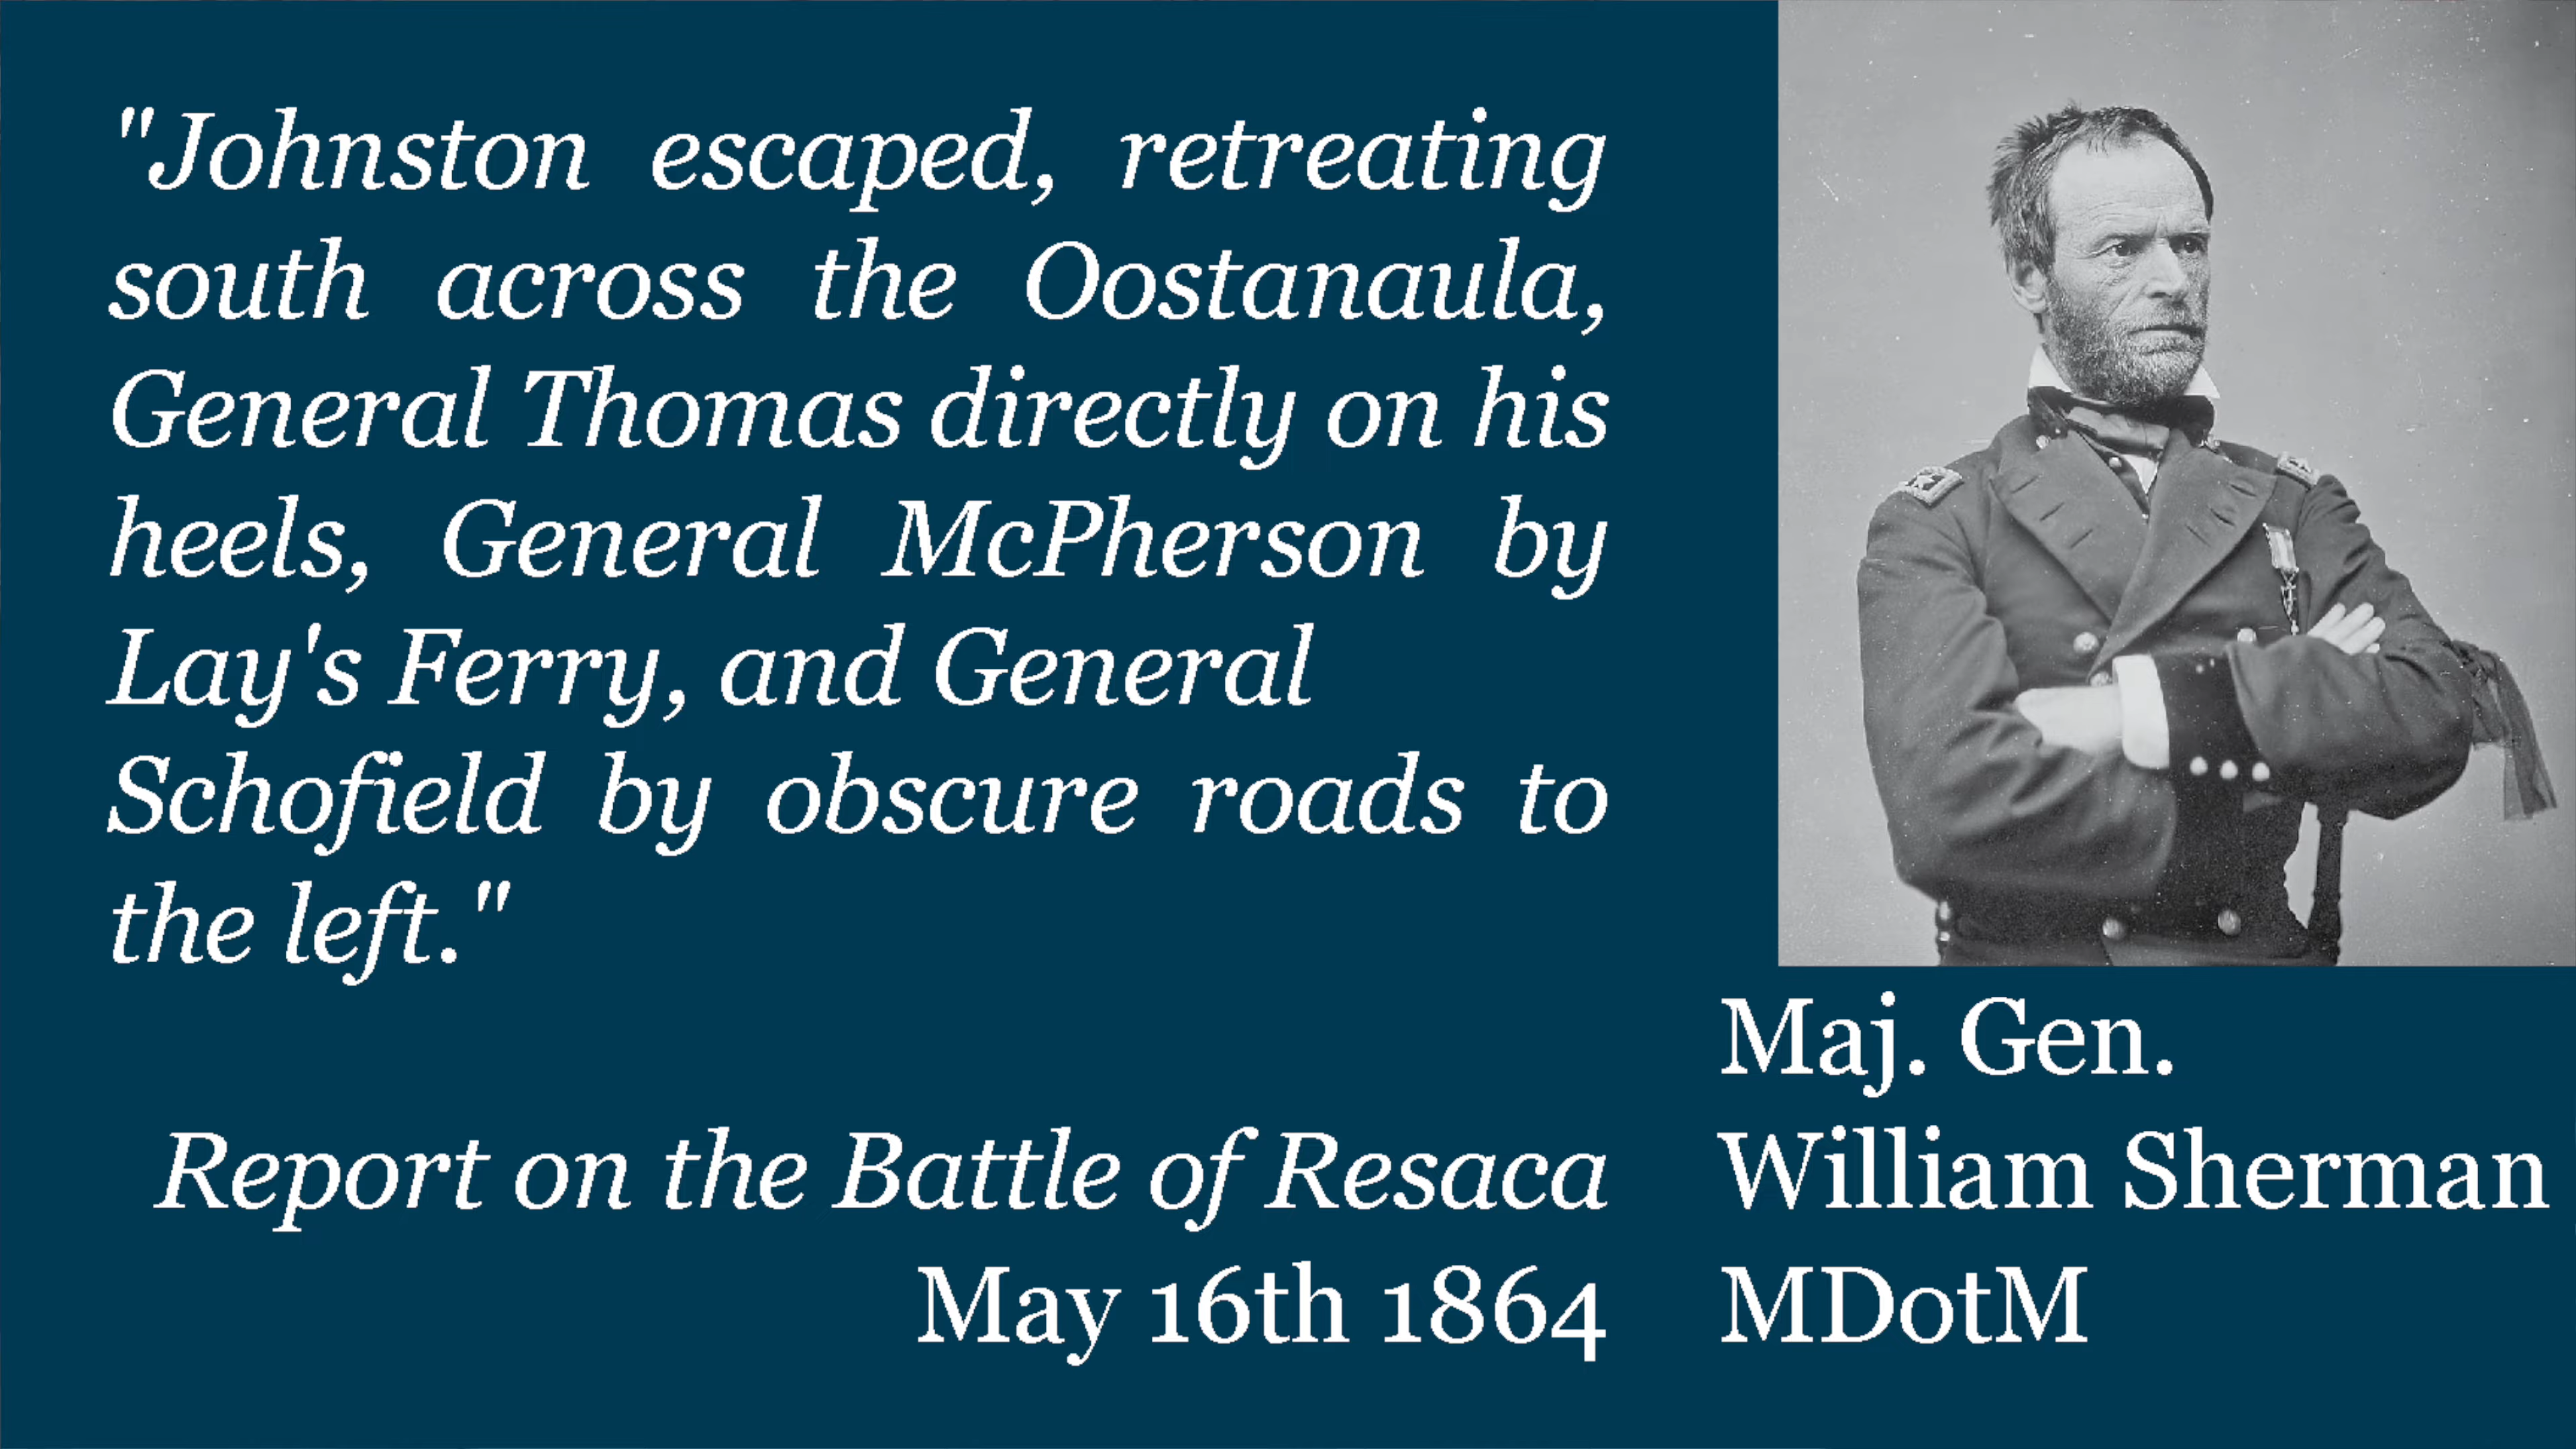 "Johnston escaped, retreating
south across the Oostanaula,
General Thomas directly on his
heels, General McPherson by
Lay's Ferry, and General
Schofield by obscure roads to
the left."
Report on the Battle of Resaca
May 16th 1864
Maj. Gen.
William Sherman
MDotM